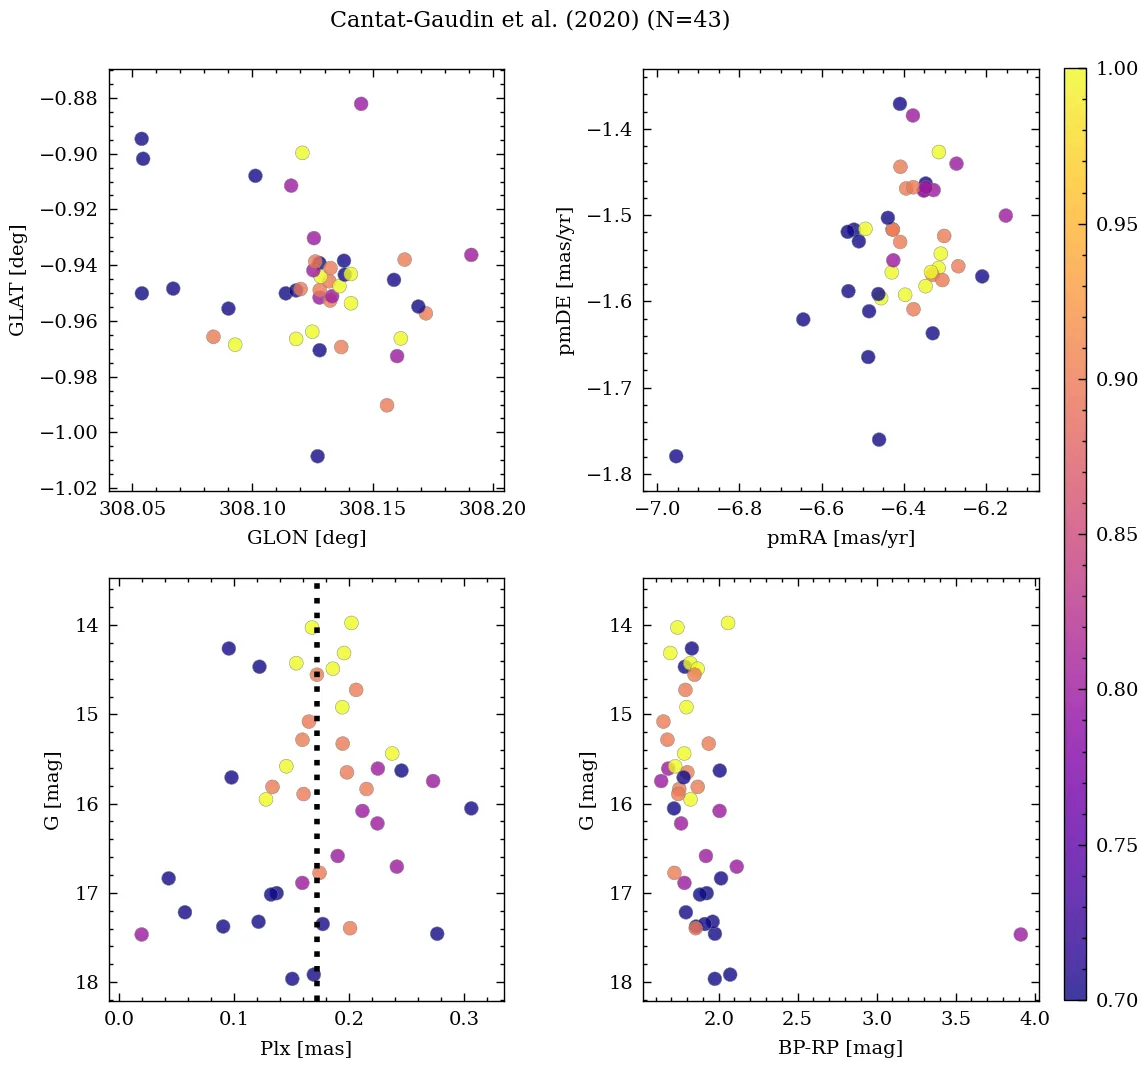 Cantat-Gaudin et al. (2020) (N=43)
−0.88
−0.90
−0.92
−0.94
−0.96
−0.98
−1.00
−1.02
GLAT [deg]
308.05 308.10 308.15 308.20
GLON [deg]
−1.4
−1.5
−1.6
−1.7
−1.8
pmDE [mas/yr]
−7.0 −6.8 −6.6 −6.4 −6.2
pmRA [mas/yr]
14
15
16
17
18
G [mag]
0.0 0.1 0.2 0.3
Plx [mas]
14
15
16
17
18
G [mag]
2.0 2.5 3.0 3.5 4.0
BP-RP [mag]
1.00
0.95
0.90
0.85
0.80
0.75
0.70